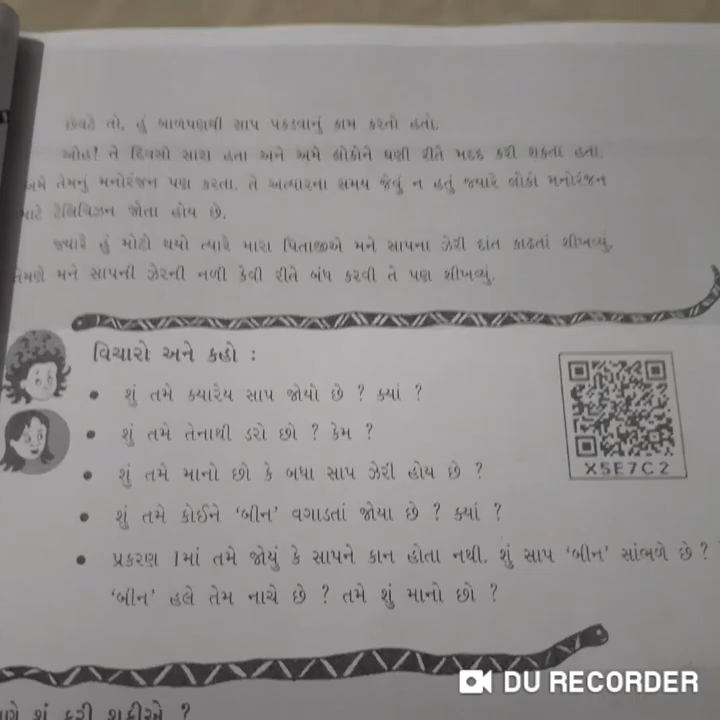 છેવટે તો, હું બાળપણથી સાપ પકડવાનું કામ કરતો હતો.
ઓહ! તે દિવસો સારા હતા અને અમે લોકોને ઘણી રીતે મદદ કરી શકતા હતા.
અમે તેમનું મનોરંજન પણ કરતા. તે અત્યારના સમય જેવું ન હતું જ્યારે લોકો મનોરંજન
માટે ટેલિવિઝન જોતા હોય છે.
જ્યારે હું મોટો થયો ત્યારે મારા પિતાજીએ મને સાપના ઝેરી દાંત કાઢતાં શીખવ્યું.
તેમણે મને સાપની ઝેરની નળી કેવી રીતે બંધ કરવી તે પણ શીખવ્યું.
વિચારો અને કહો :
• શું તમે ક્યારેય સાપ જોયો છે ? ક્યાં ?
• શું તમે તેનાથી ડરો છો ? કેમ ?
• શું તમે માનો છો કે બધા સાપ ઝેરી હોય છે ?
• શું તમે કોઈને ‘બીન’ વગાડતાં જોયા છે ? ક્યાં ?
• પ્રકરણ 1માં તમે જોયું કે સાપને કાન હોતા નથી. શું સાપ ‘બીન’ સાંભળે છે ?
‘બીન’ હલે તેમ નાચે છે ? તમે શું માનો છો ?
X5E7C2
શું કરી શકીએ ?
DU RECORDER